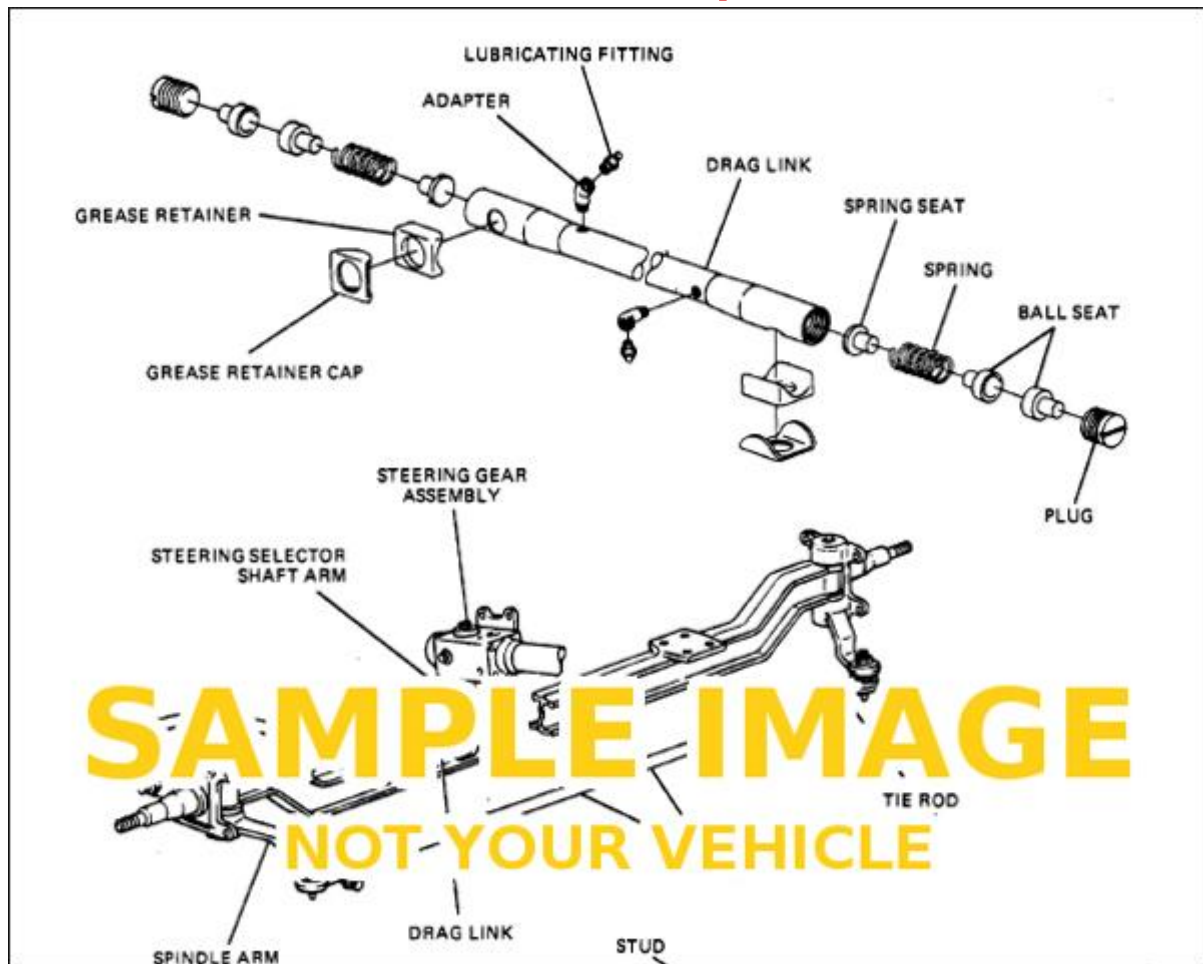 LUBRICATING FITTING
ADAPTER
DRAG LINK
GREASE RETAINER
SPRING SEAT
SPRING
BALL SEAT
GREASE RETAINER CAP
PLUG
STEERING GEAR
ASSEMBLY
STEERING SELECTOR
SHAFT ARM
SAMPLE IMAGE
TIE ROD
NOT YOUR VEHICLE
DRAG LINK
STUD
SPINDLE ARM